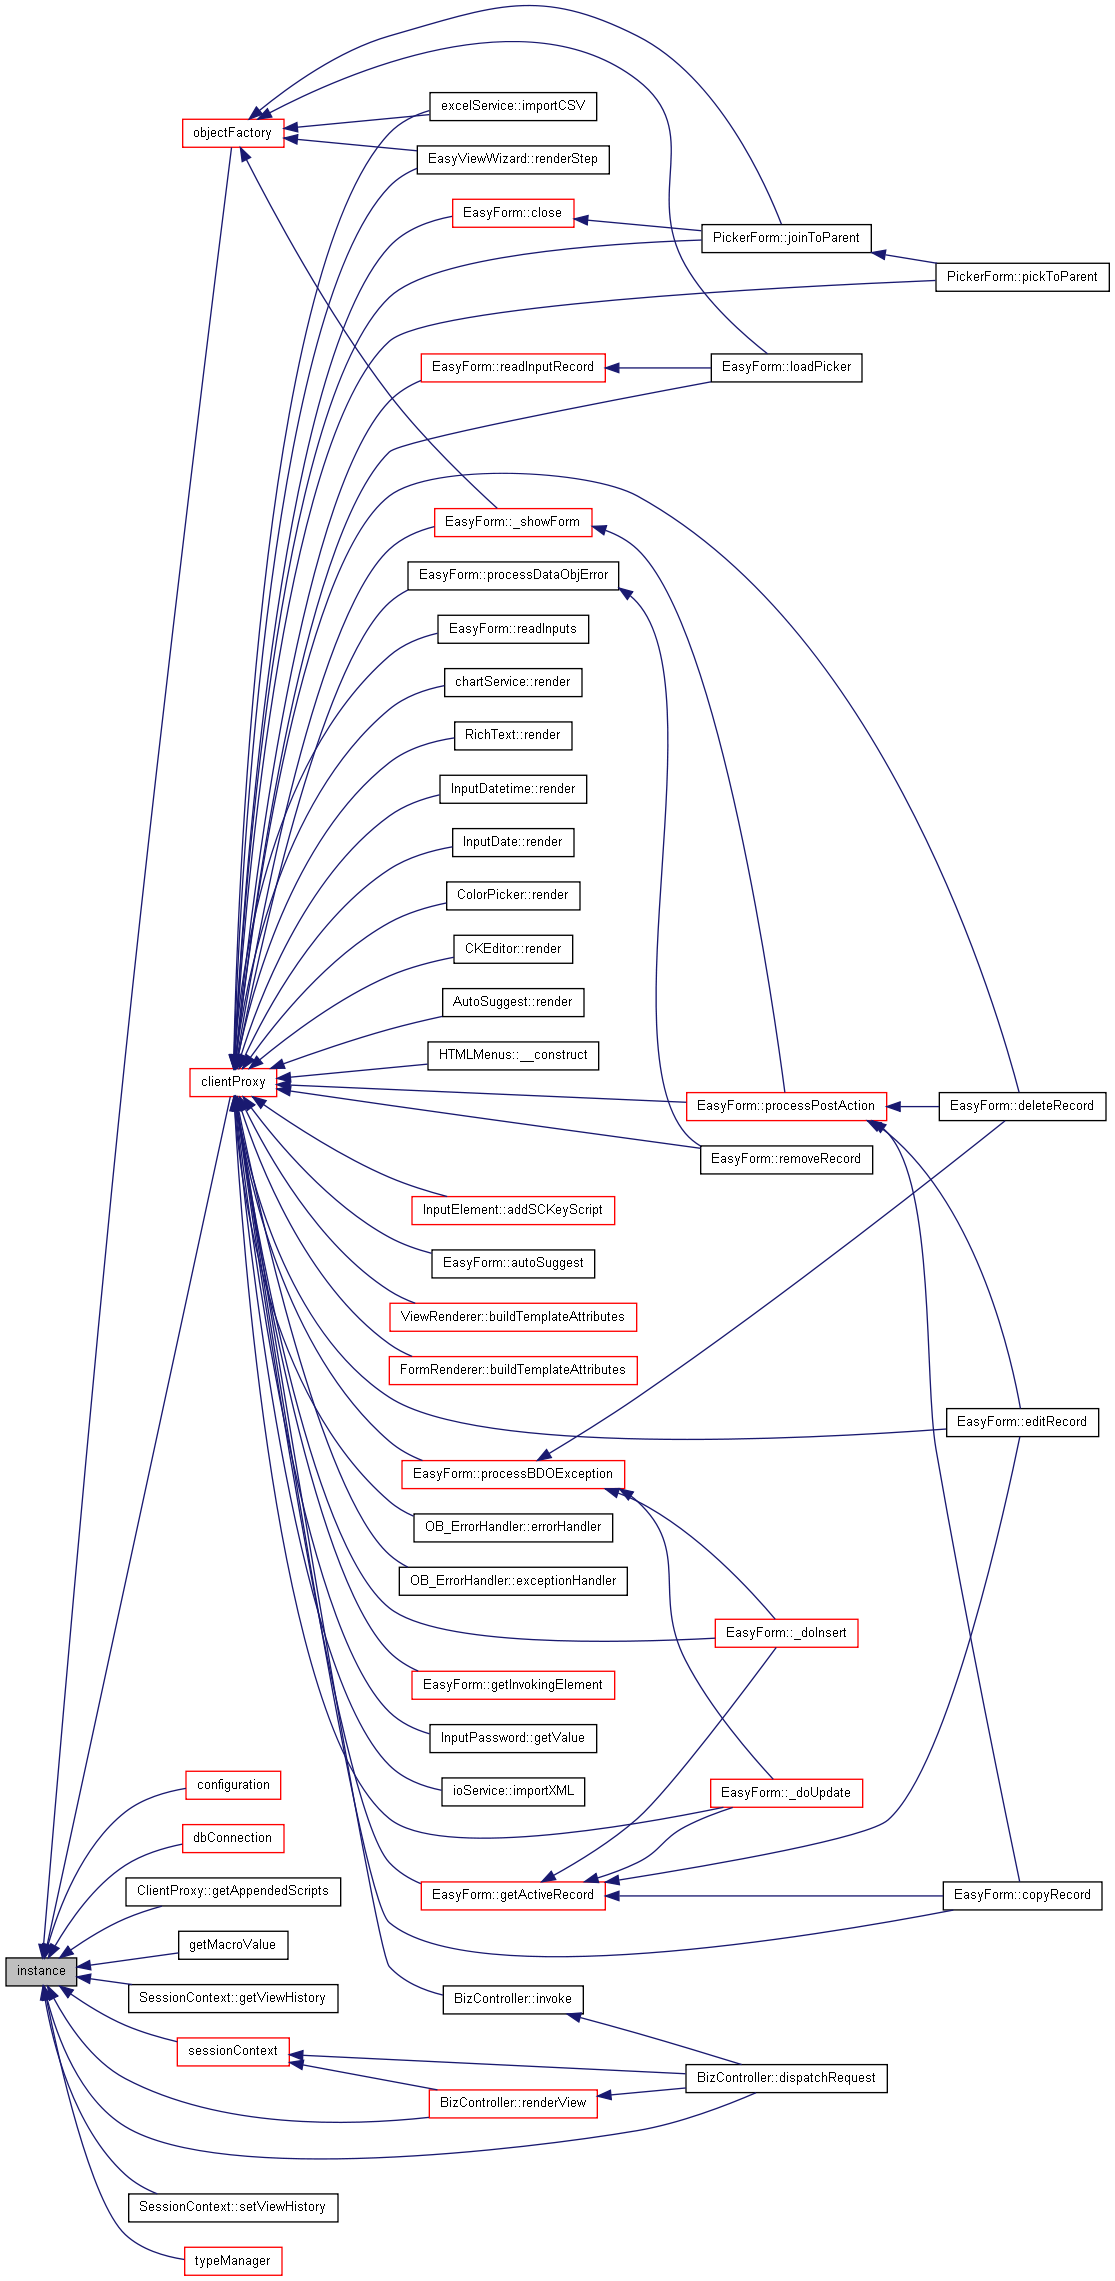 excelService::importCSV
objectFactory
EasyViewWizard::renderStep
EasyForm::close
PickerForm::joinToParent
PickerForm::pickToParent
EasyForm::readInputRecord
EasyForm::loadPicker
EasyForm::_showForm
EasyForm::processDataObjError
EasyForm::readInputs
chartService::render
RichText::render
InputDatetime::render
InputDate::render
ColorPicker::render
CKEditor::render
AutoSuggest::render
HTMLMenus::__construct
clientProxy
EasyForm::processPostAction
EasyForm::deleteRecord
EasyForm::removeRecord
InputElement::addSCKeyScript
EasyForm::autoSuggest
ViewRenderer::buildTemplateAttributes
FormRenderer::buildTemplateAttributes
EasyForm::editRecord
EasyForm::processBDOException
OB_ErrorHandler::errorHandler
OB_ErrorHandler::exceptionHandler
EasyForm::_doInsert
EasyForm::getInvokingElement
InputPassword::getValue
configuration
ioService::importXML
EasyForm::_doUpdate
dbConnection
ClientProxy::getAppendedScripts
EasyForm::getActiveRecord
EasyForm::copyRecord
getMacroValue
instance
SessionContext::getViewHistory
BizController::invoke
sessionContext
BizController::dispatchRequest
BizController::renderView
SessionContext::setViewHistory
typeManager